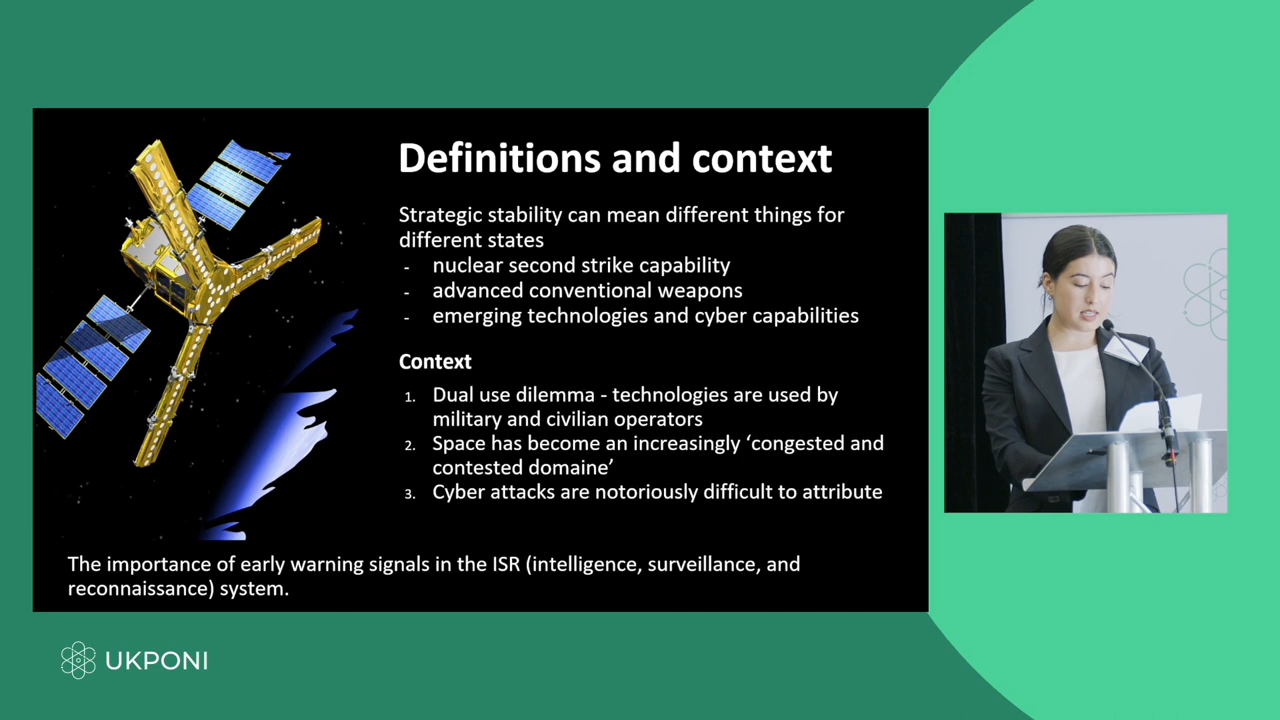 Definitions and context
Strategic stability can mean different things for
different states
- nuclear second strike capability
- advanced conventional weapons
- emerging technologies and cyber capabilities
Context
1. Dual use dilemma - technologies are used by
military and civilian operators
2. Space has become an increasingly ‘congested and
contested domaine’
3. Cyber attacks are notoriously difficult to attribute
The importance of early warning signals in the ISR (intelligence, surveillance, and
reconnaissance) system.
UKPONI